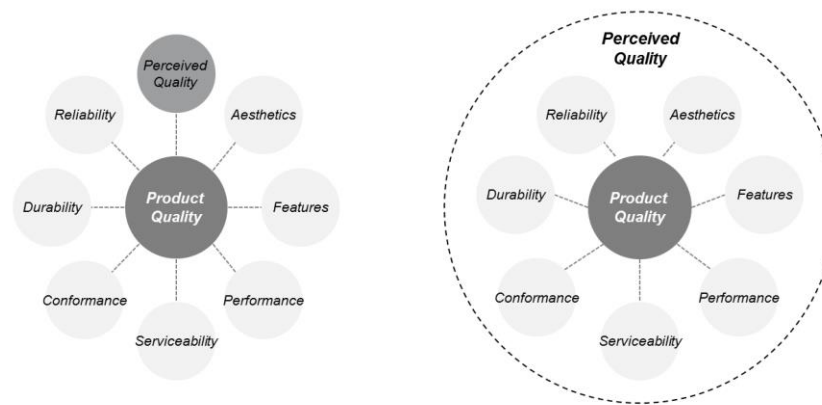 Perceived
Quality
Reliability
Aesthetics
Durability
Product
Quality
Features
Conformance
Performance
Serviceability
Perceived
Quality
Reliability
Aesthetics
Durability
Product
Quality
Features
Conformance
Performance
Serviceability